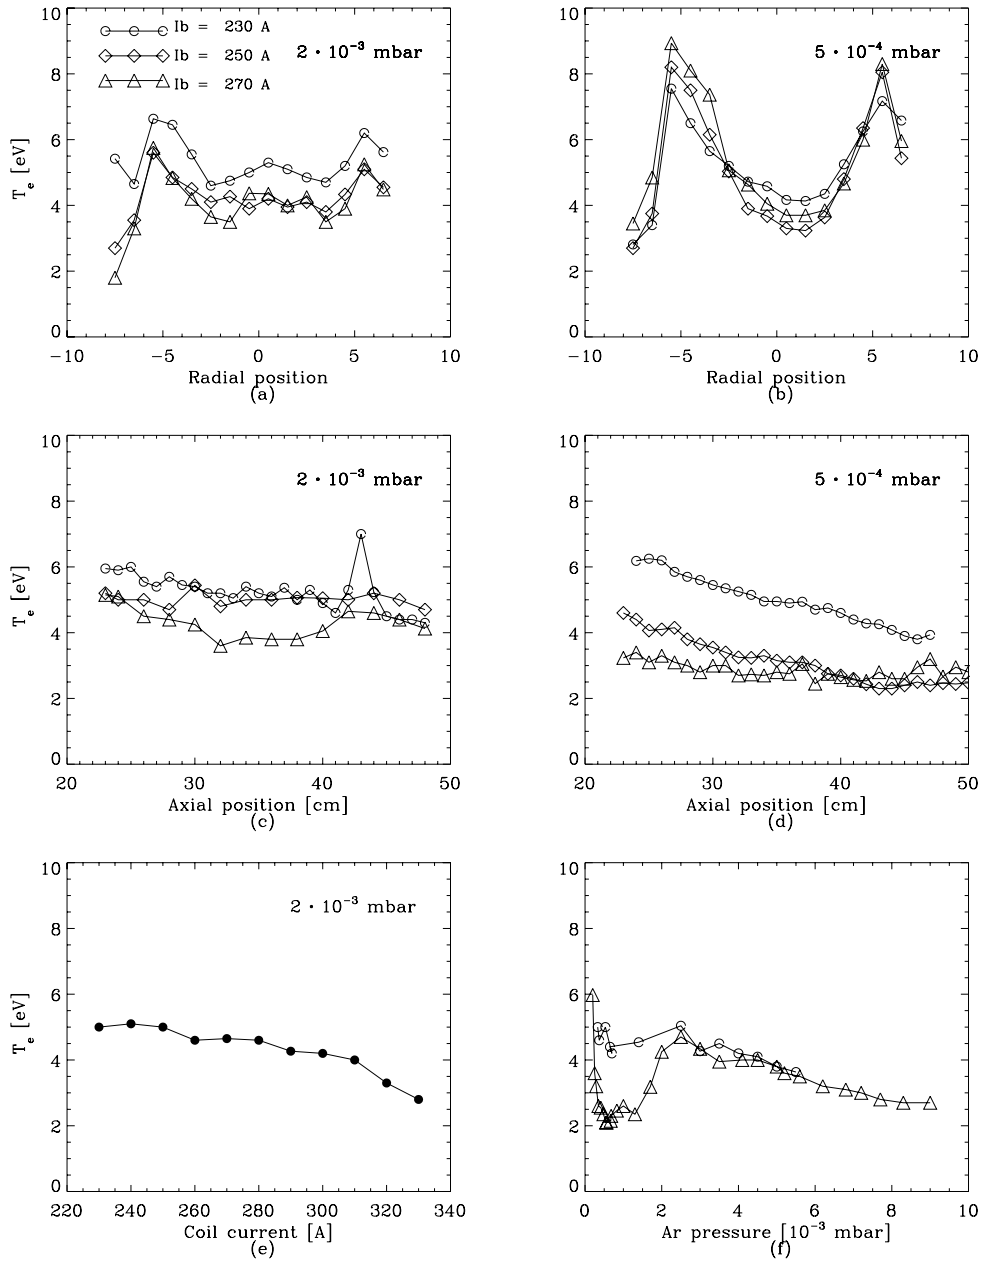 Ib = 230 A
Ib = 250 A
Ib = 270 A
2 · 10⁻³ mbar
10
8
6
4
2
0
Tₑ [eV]
−10 −5 0 5 10
Radial position
(a)
5 · 10⁻⁴ mbar
10
8
6
4
2
0
−10 −5 0 5 10
Radial position
(b)
2 · 10⁻³ mbar
10
8
6
4
2
0
Tₑ [eV]
20 30 40 50
Axial position [cm]
(c)
5 · 10⁻⁴ mbar
10
8
6
4
2
0
20 30 40 50
Axial position [cm]
(d)
2 · 10⁻³ mbar
10
8
6
4
2
0
Tₑ [eV]
220 240 260 280 300 320 340
Coil current [A]
(e)
10
8
6
4
2
0
0 2 4 6 8 10
Ar pressure [10⁻³ mbar]
(f)